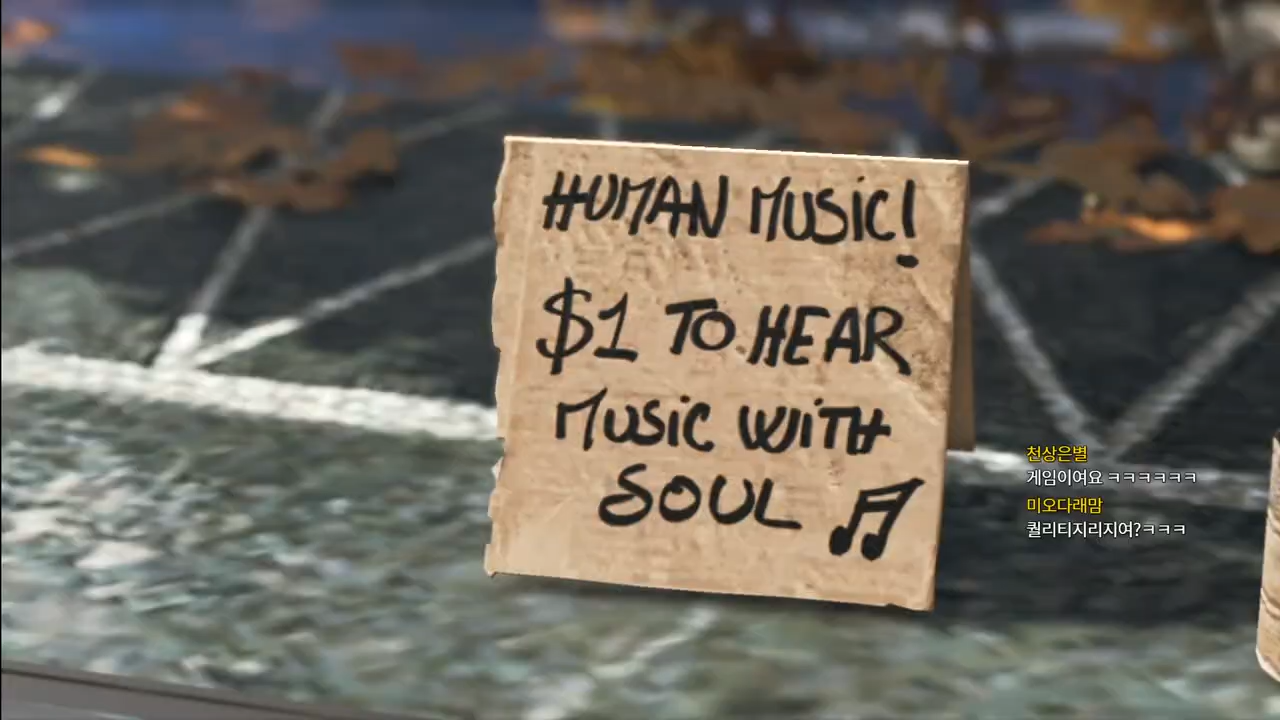 HUMAN MUSIC!
$1 TO HEAR
MUSIC WITH
SOUL
천상은별
게임이여요 ㅋㅋㅋㅋㅋㅋ
미오다래맘
퀄리티지리지여?ㅋㅋㅋ